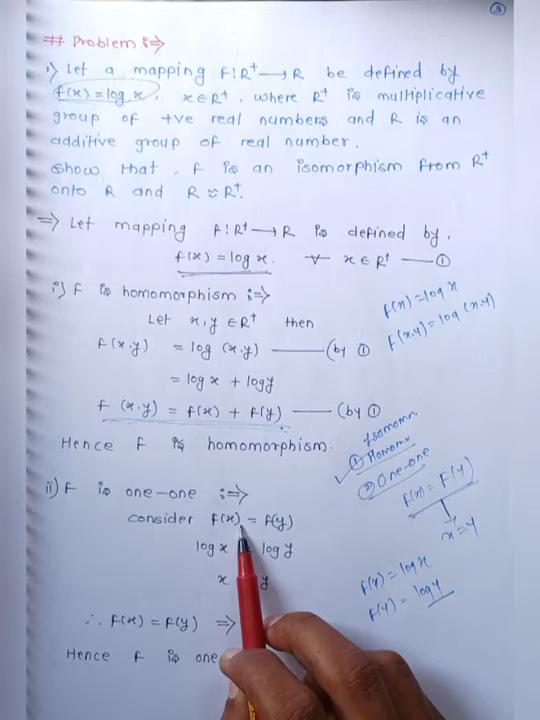 3
# Problem :⇒
1) Let a mapping f:R⁺→R be defined by
f(x)=log x, x∈R⁺, where R⁺ is multiplicative
group of +ve real numbers and R is an
additive group of real number.
show that, f is an isomorphism from R⁺
onto R and R ≈ R⁺.
⇒ Let mapping f:R⁺→R is defined by,
f(x) = log x. ∀ x∈R⁺ —①
i) f is homomorphism :⇒
Let x,y ∈R⁺ then
f(x.y) = log (x.y) ——(by ①
= log x + log y
f(x.y) = f(x) + f(y) ——(by ①
Hence f is homomorphism.
f(x)=log x
f(x.y)=log(x.y)
① Homom
② One-one
f(x) = f(y)
x=y
ii) f is one-one :⇒
consider f(x) = f(y)
log x log y
x y
∴ f(x) = f(y) ⇒
Hence f is one
f(x) = log x
f(y) = log y